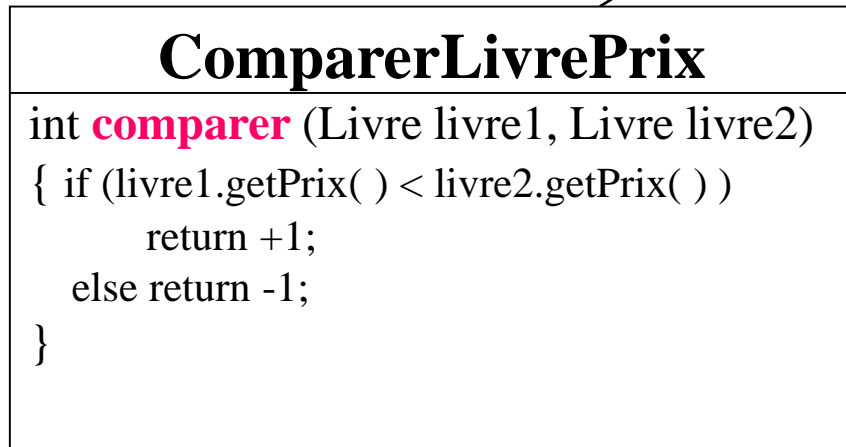 ComparerLivrePrix
int comparer (Livre livre1, Livre livre2)
{ if (livre1.getPrix( ) < livre2.getPrix( ) )
return +1;
else return -1;
}